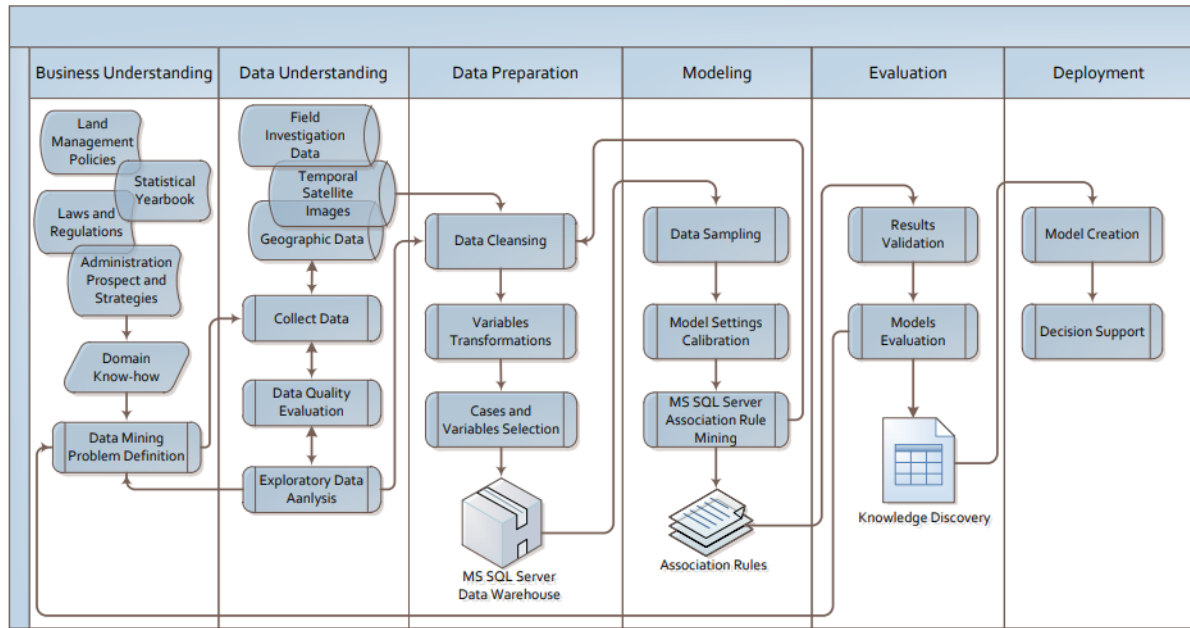 Business Understanding
Data Understanding
Data Preparation
Modeling
Evaluation
Deployment
Land
Management
Policies
Statistical
Yearbook
Laws and
Regulations
Administration
Prospect and
Strategies
Domain
Know-how
Data Mining
Problem Definition
Field
Investigation
Data
Temporal
Satellite
Images
Geographic Data
Collect Data
Data Quality
Evaluation
Exploratory Data
Aanlysis
Data Cleansing
Variables
Transformations
Cases and
Variables Selection
MS SQL Server
Data Warehouse
Data Sampling
Model Settings
Calibration
MS SQL Server
Association Rule
Mining
Association Rules
Results
Validation
Models
Evaluation
Knowledge Discovery
Model Creation
Decision Support